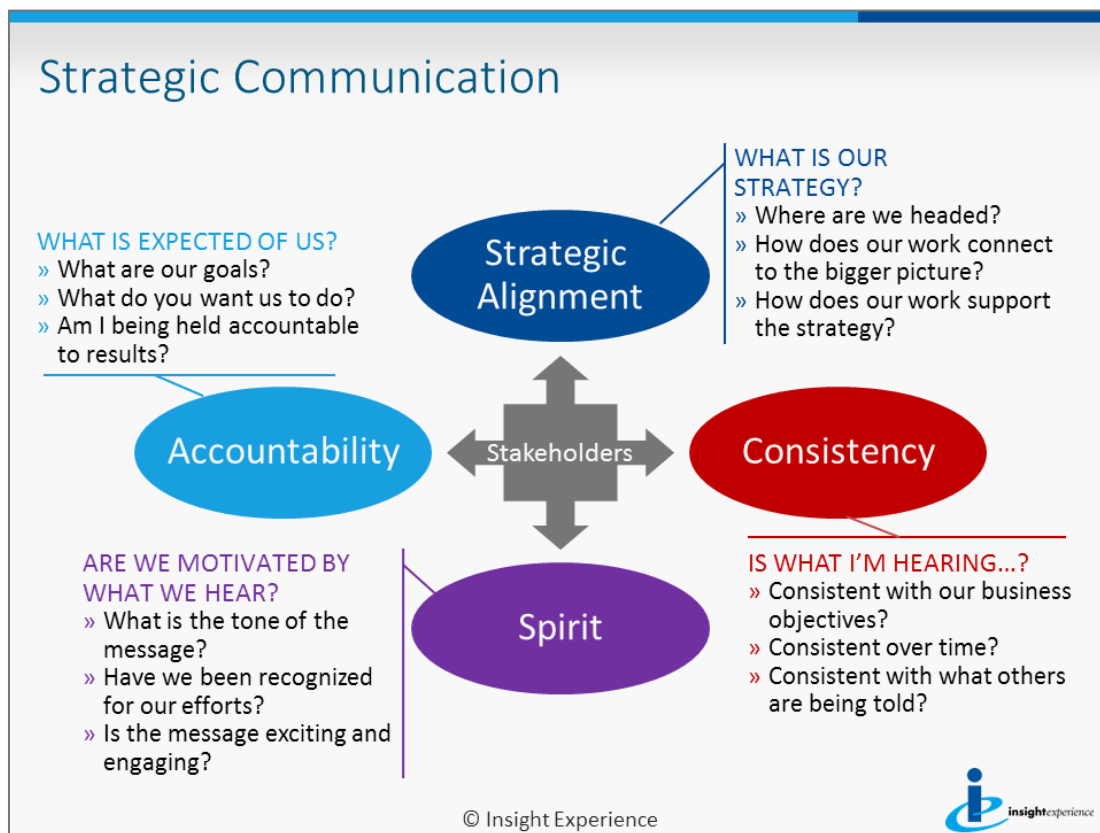 Strategic Communication
WHAT IS OUR
STRATEGY?
» Where are we headed?
» How does our work connect
to the bigger picture?
» How does our work support
the strategy?
WHAT IS EXPECTED OF US?
» What are our goals?
» What do you want us to do?
» Am I being held accountable
to results?
Strategic
Alignment
Accountability
Stakeholders
Consistency
ARE WE MOTIVATED BY
WHAT WE HEAR?
» What is the tone of the
message?
» Have we been recognized
for our efforts?
» Is the message exciting and
engaging?
Spirit
IS WHAT I'M HEARING...?
» Consistent with our business
objectives?
» Consistent over time?
» Consistent with what others
are being told?
© Insight Experience
insightexperience